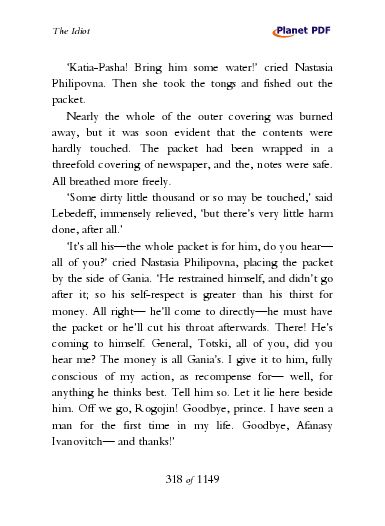 The Idiot
Planet PDF
‘Katia-Pasha! Bring him some water!’ cried Nastasia
Philipovna. Then she took the tongs and fished out the
packet.
Nearly the whole of the outer covering was burned
away, but it was soon evident that the contents were
hardly touched. The packet had been wrapped in a
threefold covering of newspaper, and the, notes were safe.
All breathed more freely.
‘Some dirty little thousand or so may be touched,’ said
Lebedeff, immensely relieved, ‘but there’s very little harm
done, after all.’
‘It’s all his—the whole packet is for him, do you hear—
all of you?’ cried Nastasia Philipovna, placing the packet
by the side of Gania. ‘He restrained himself, and didn’t go
after it; so his self-respect is greater than his thirst for
money. All right— he’ll come to directly—he must have
the packet or he’ll cut his throat afterwards. There! He’s
coming to himself. General, Totski, all of you, did you
hear me? The money is all Gania’s. I give it to him, fully
conscious of my action, as recompense for— well, for
anything he thinks best. Tell him so. Let it lie here beside
him. Off we go, Rogojin! Goodbye, prince. I have seen a
man for the first time in my life. Goodbye, Afanasy
Ivanovitch— and thanks!’
318 of 1149